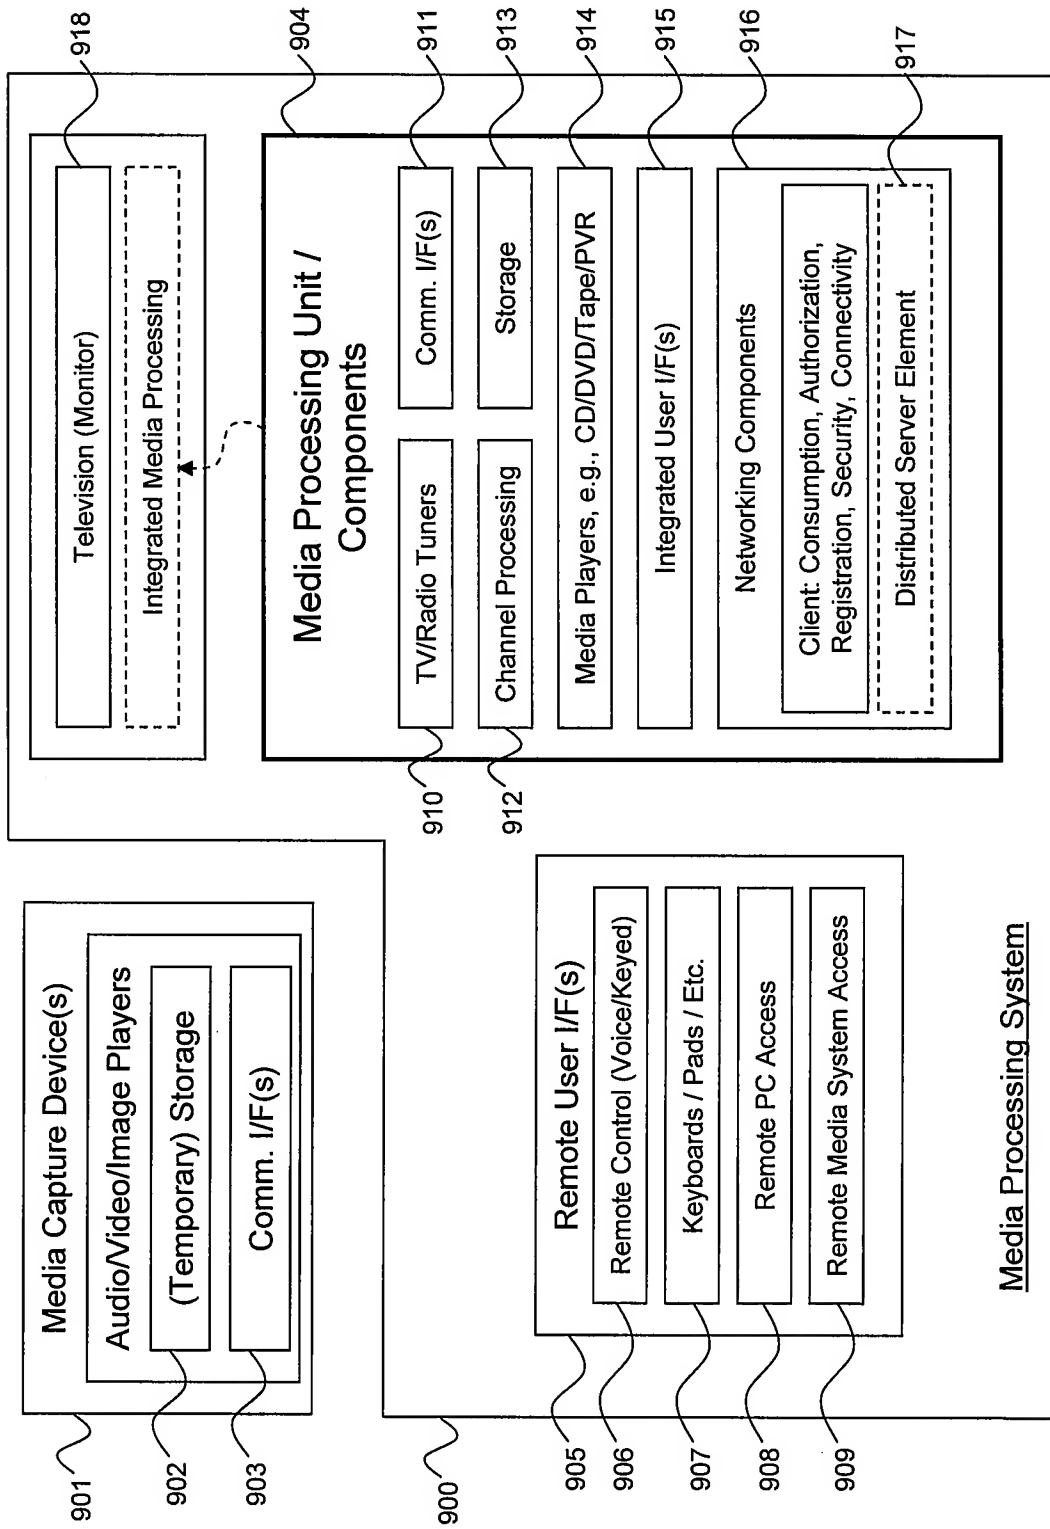 901
Media Capture Device(s)
Audio/Video/Image Players
902
(Temporary) Storage
903
Comm. I/F(s)
918
Television (Monitor)
Integrated Media Processing
900
904
Media Processing Unit /
Components
910
TV/Radio Tuners
Comm. I/F(s)
911
912
Channel Processing
Storage
913
Media Players, e.g., CD/DVD/Tape/PVR
914
Integrated User I/F(s)
915
Networking Components
916
Client: Consumption, Authorization,
Registration, Security, Connectivity
Distributed Server Element
917
905
Remote User I/F(s)
906
Remote Control (Voice/Keyed)
907
Keyboards / Pads / Etc.
908
Remote PC Access
909
Remote Media System Access
Media Processing System